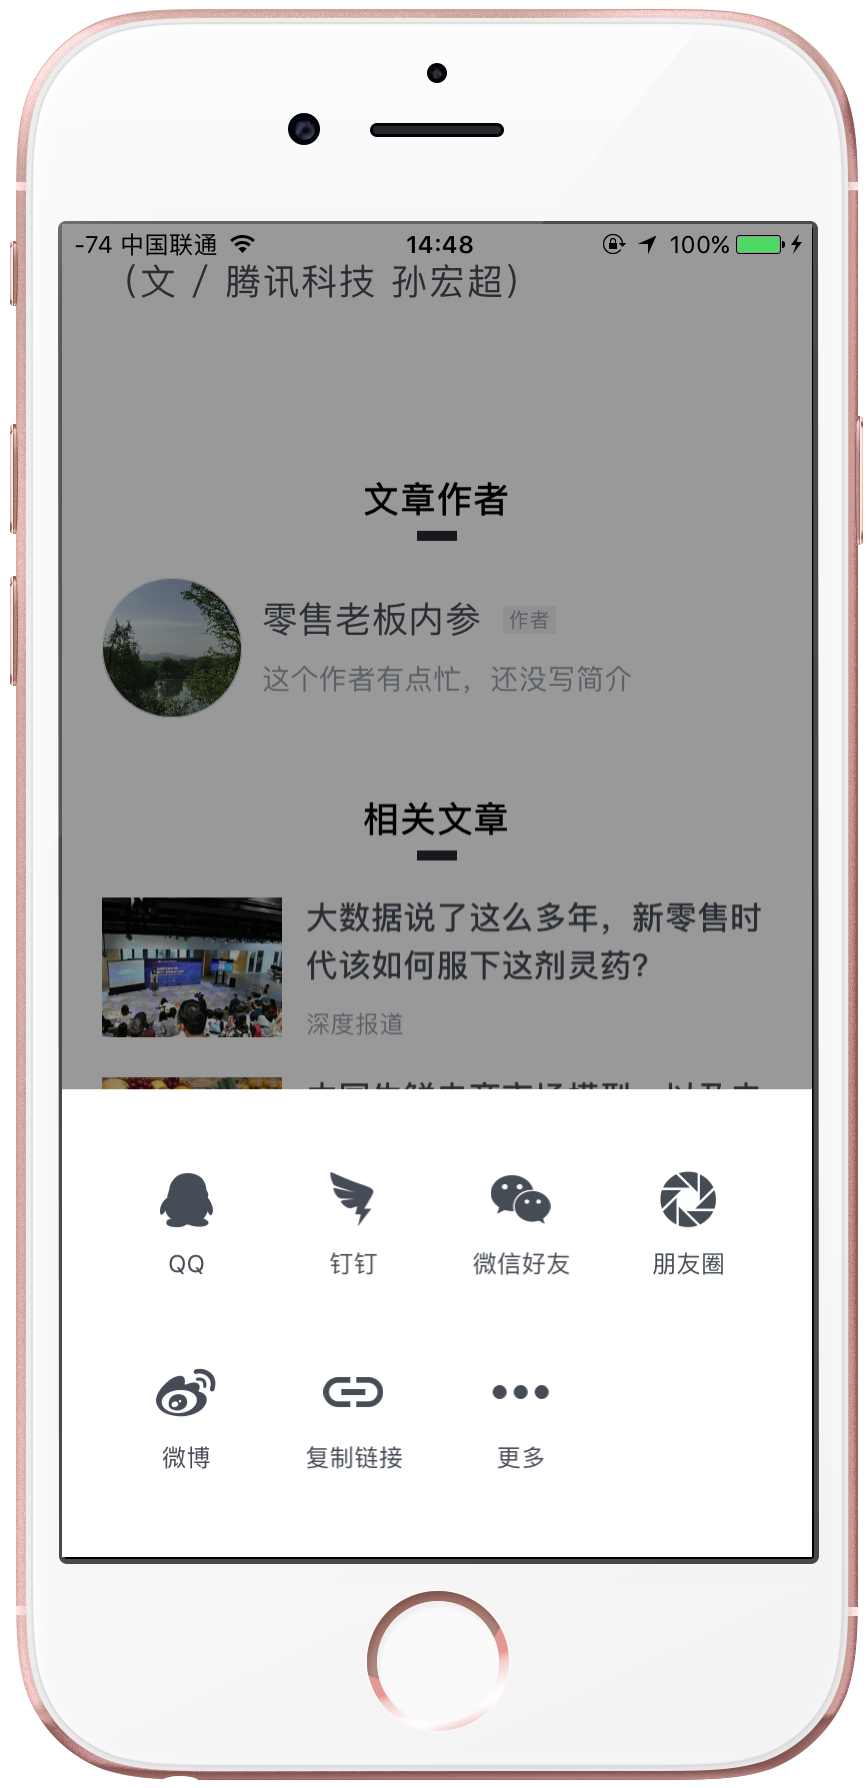 -74 中国联通 14:48 100%
（文 / 腾讯科技 孙宏超）
文章作者
零售老板内参 作者
这个作者有点忙，还没写简介
相关文章
大数据说了这么多年，新零售时
代该如何服下这剂灵药？
深度报道
QQ 钉钉 微信好友 朋友圈
微博 复制链接 更多